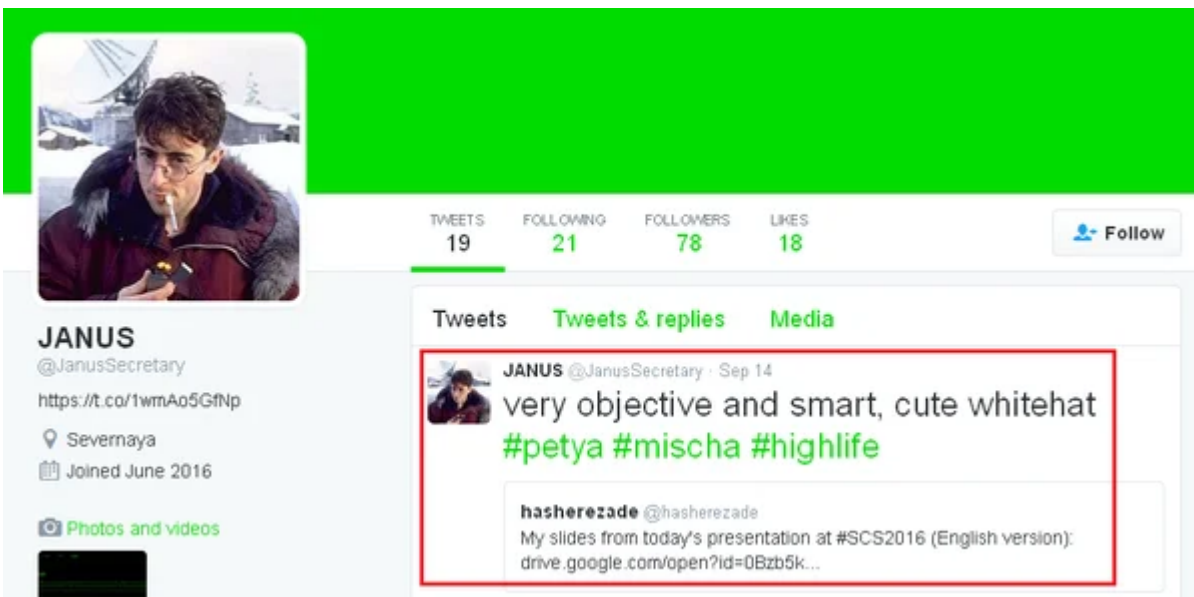 TWEETS FOLLOWING FOLLOWERS LIKES
19 21 78 18
Follow
JANUS
@JanusSecretary
https://t.co/1wmAo5GfNp
Severnaya
Joined June 2016
Photos and videos
Tweets Tweets & replies Media
JANUS @JanusSecretary · Sep 14
very objective and smart, cute whitehat
#petya #mischa #highlife
hasherezade @hasherezade
My slides from today's presentation at #SCS2016 (English version):
drive.google.com/open?id=0Bzb5k...